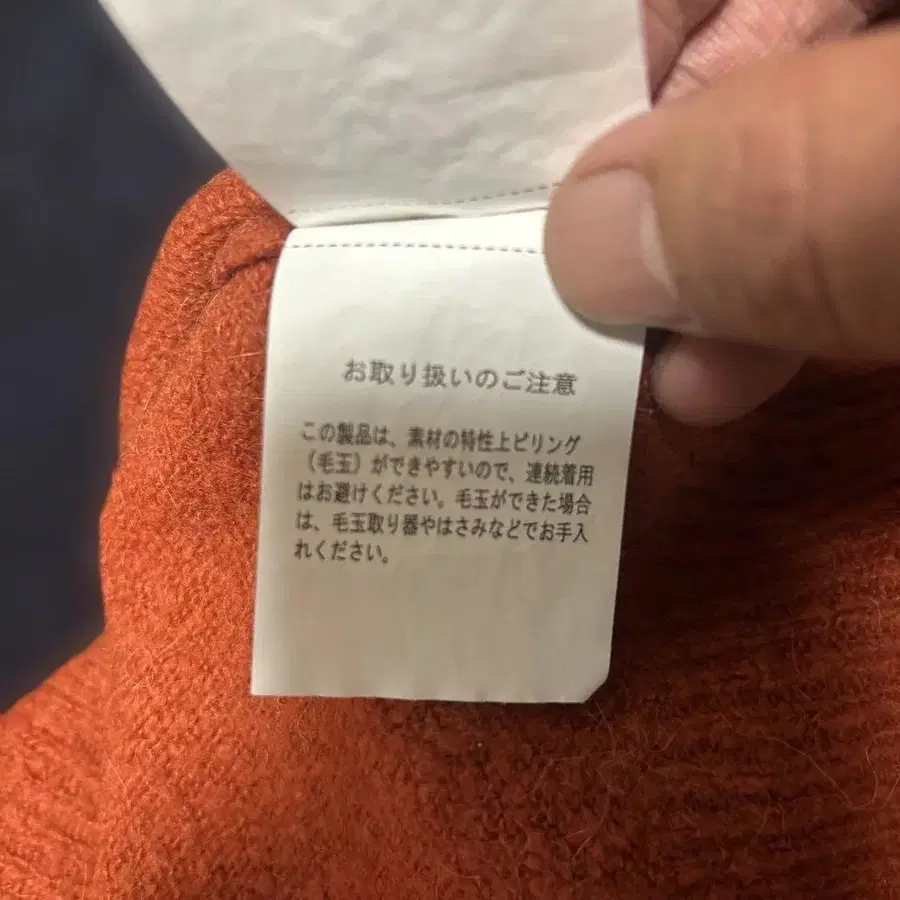 お取り扱いのご注意
この製品は、素材の特性上ピリング
（毛玉）ができやすいので、連続着用
はお避けください。毛玉ができた場合
は、毛玉取り器やはさみなどでお手入
れください。